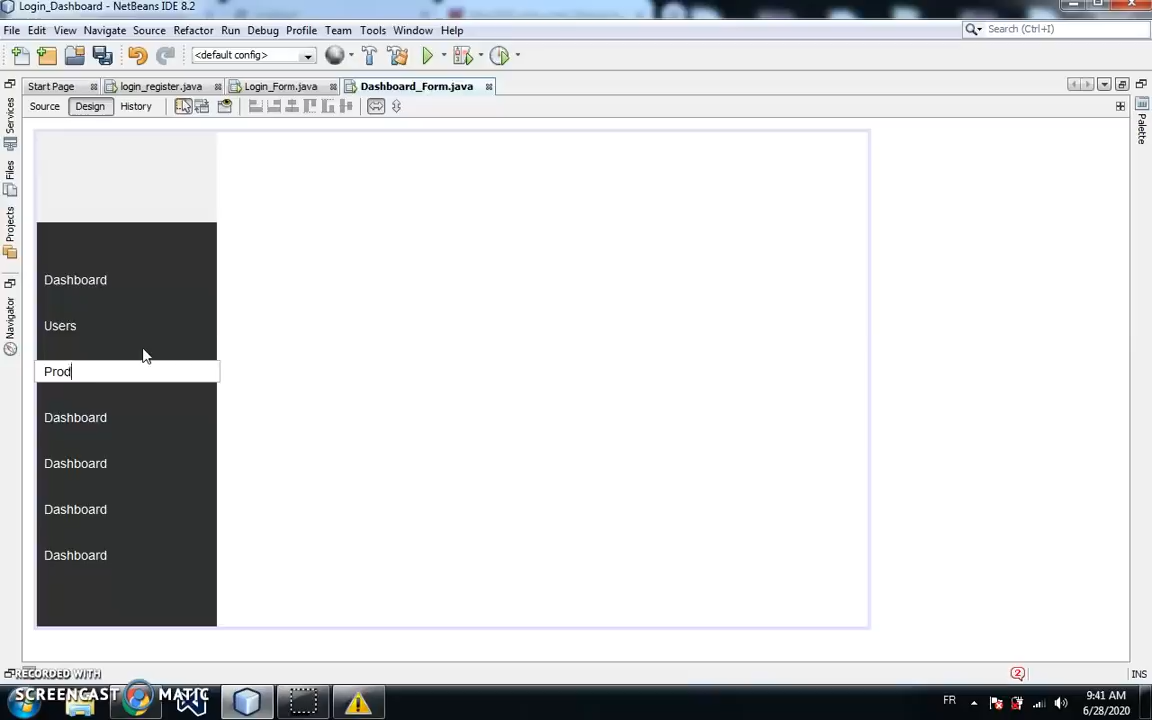 Login_Dashboard - NetBeans IDE 8.2
File Edit View Navigate Source Refactor Run Debug Profile Team Tools Window Help
Search (Ctrl+I)
<default config>
Start Page login_register.java Login_Form.java Dashboard_Form.java
Source Design History
Services
Files
Projects
Navigator
Palette
Dashboard
Users
Prod
Dashboard
Dashboard
Dashboard
Dashboard
2
INS
RECORDED WITH
SCREENCAST MATIC
FR
9:41 AM
6/28/2020